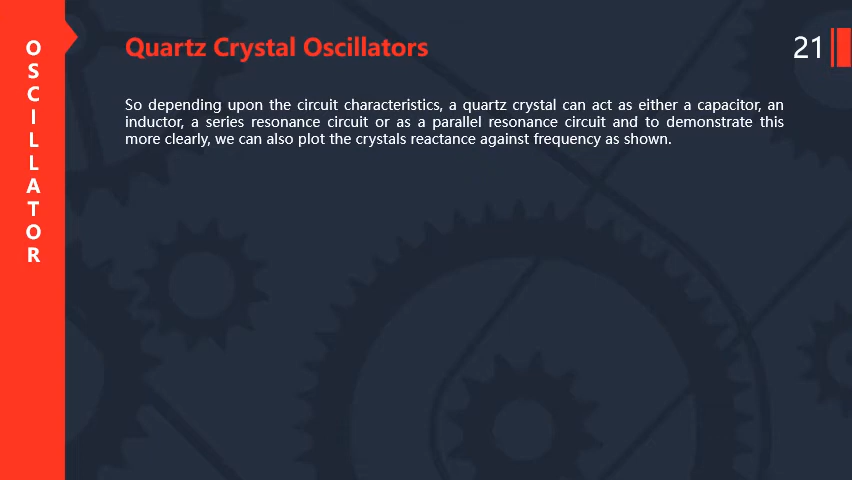 OSCILLATOR
Quartz Crystal Oscillators
21
So depending upon the circuit characteristics, a quartz crystal can act as either a capacitor, an
inductor, a series resonance circuit or as a parallel resonance circuit and to demonstrate this
more clearly, we can also plot the crystals reactance against frequency as shown.